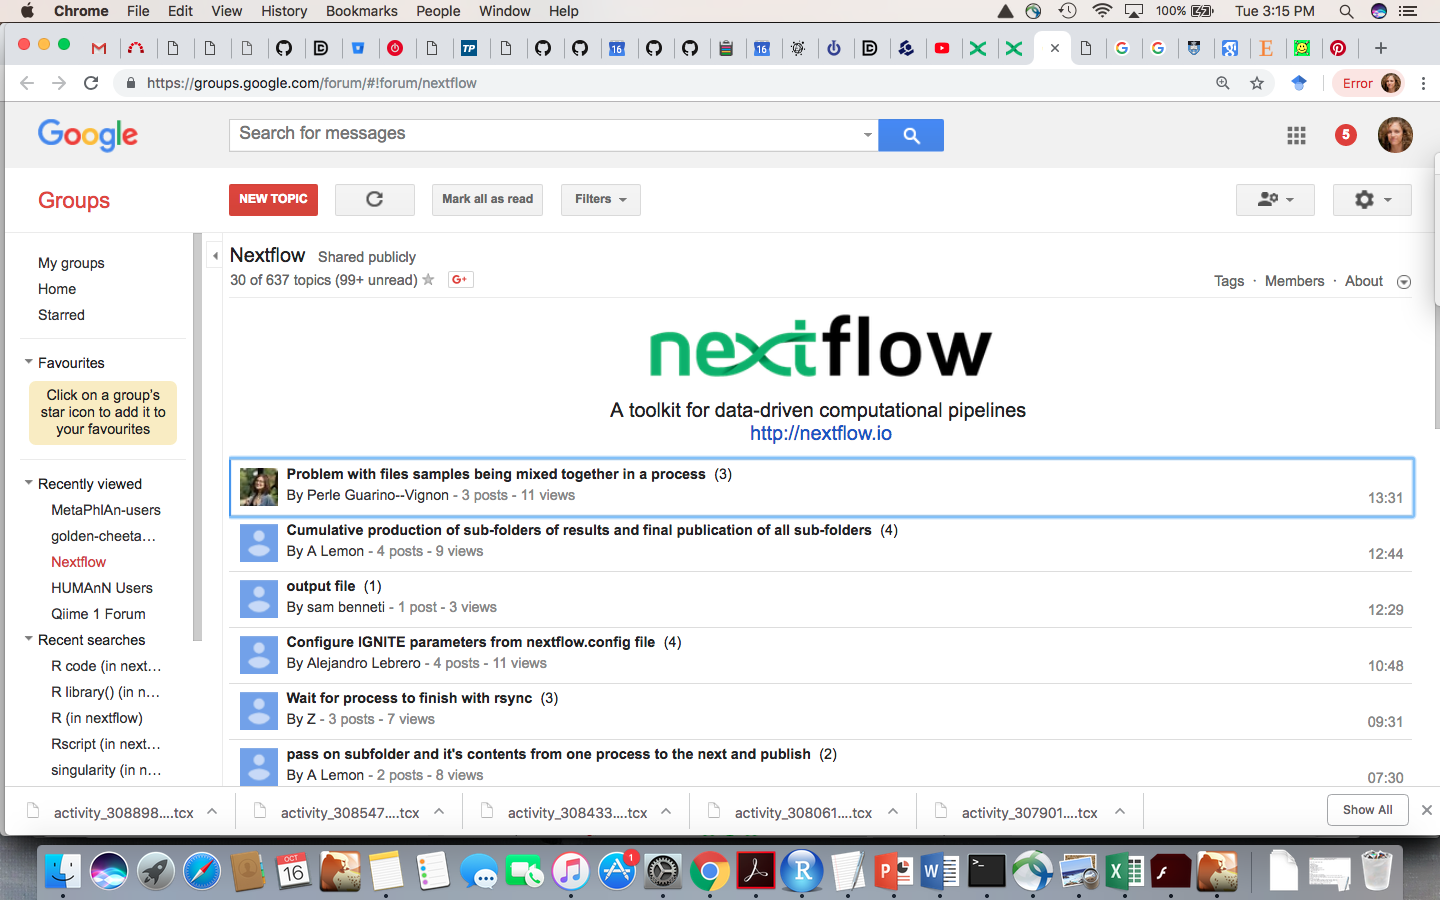 Chrome File Edit View History Bookmarks People Window Help 100% Tue 3:15 PM
https://groups.google.com/forum/#!forum/nextflow Error
Google Search for messages 5
Groups NEW TOPIC Mark all as read Filters
My groups
Home
Starred
Favourites
Click on a group's
star icon to add it to
your favourites
Recently viewed
MetaPhlAn-users
golden-cheeta...
Nextflow
HUMAnN Users
Qiime 1 Forum
Recent searches
R code (in next...
R library() (in n...
R (in nextflow)
Rscript (in next...
singularity (in n...
Nextflow Shared publicly
30 of 637 topics (99+ unread) G+
Tags · Members · About
nextflow
A toolkit for data-driven computational pipelines
http://nextflow.io
Problem with files samples being mixed together in a process (3)
By Perle Guarino--Vignon - 3 posts - 11 views 13:31
Cumulative production of sub-folders of results and final publication of all sub-folders (4)
By A Lemon - 4 posts - 9 views 12:44
output file (1)
By sam benneti - 1 post - 3 views 12:29
Configure IGNITE parameters from nextflow.config file (4)
By Alejandro Lebrero - 4 posts - 11 views 10:48
Wait for process to finish with rsync (3)
By Z - 3 posts - 7 views 09:31
pass on subfolder and it's contents from one process to the next and publish (2)
By A Lemon - 2 posts - 8 views 07:30
activity_308898....tcx activity_308547....tcx activity_308433....tcx activity_308061....tcx activity_307901....tcx Show All
OCT
16
1